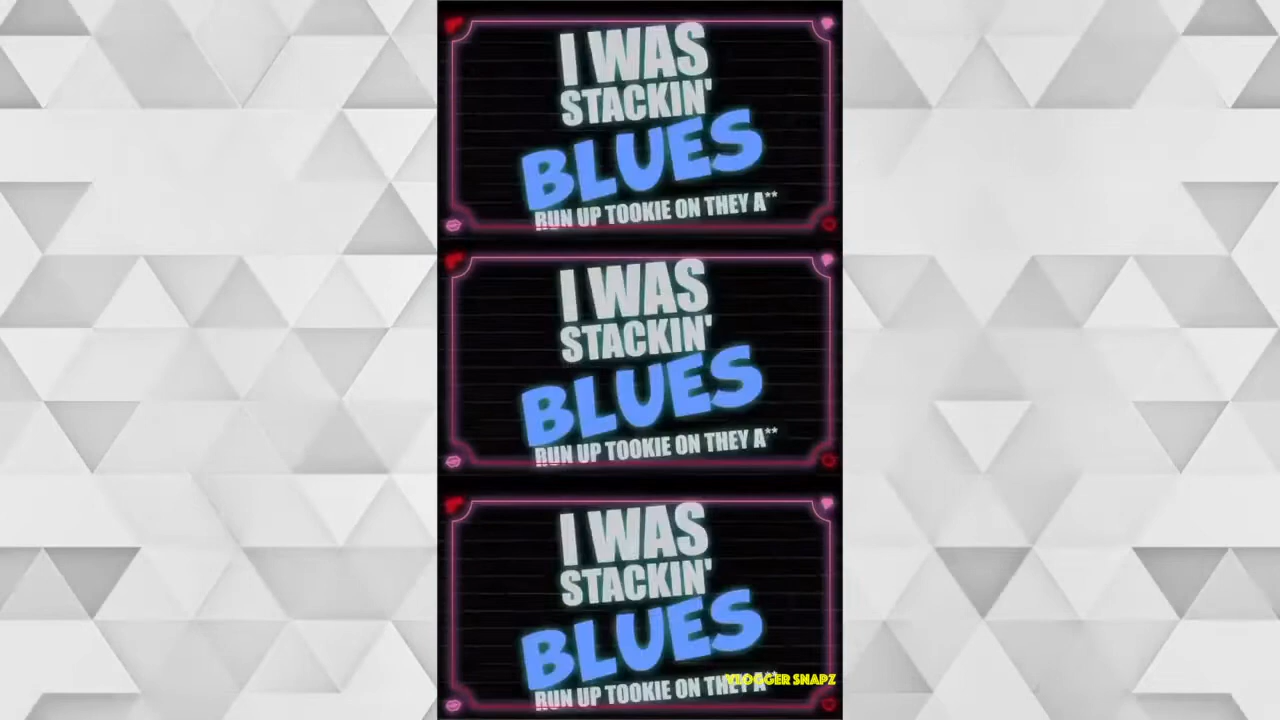 I WAS
STACKIN'
BLUES
RUN UP TOOKIE ON THEY A**
I WAS
STACKIN'
BLUES
RUN UP TOOKIE ON THEY A**
I WAS
STACKIN'
BLUES
RUN UP TOOKIE ON THEY A**
VLOGGER SNAPZ